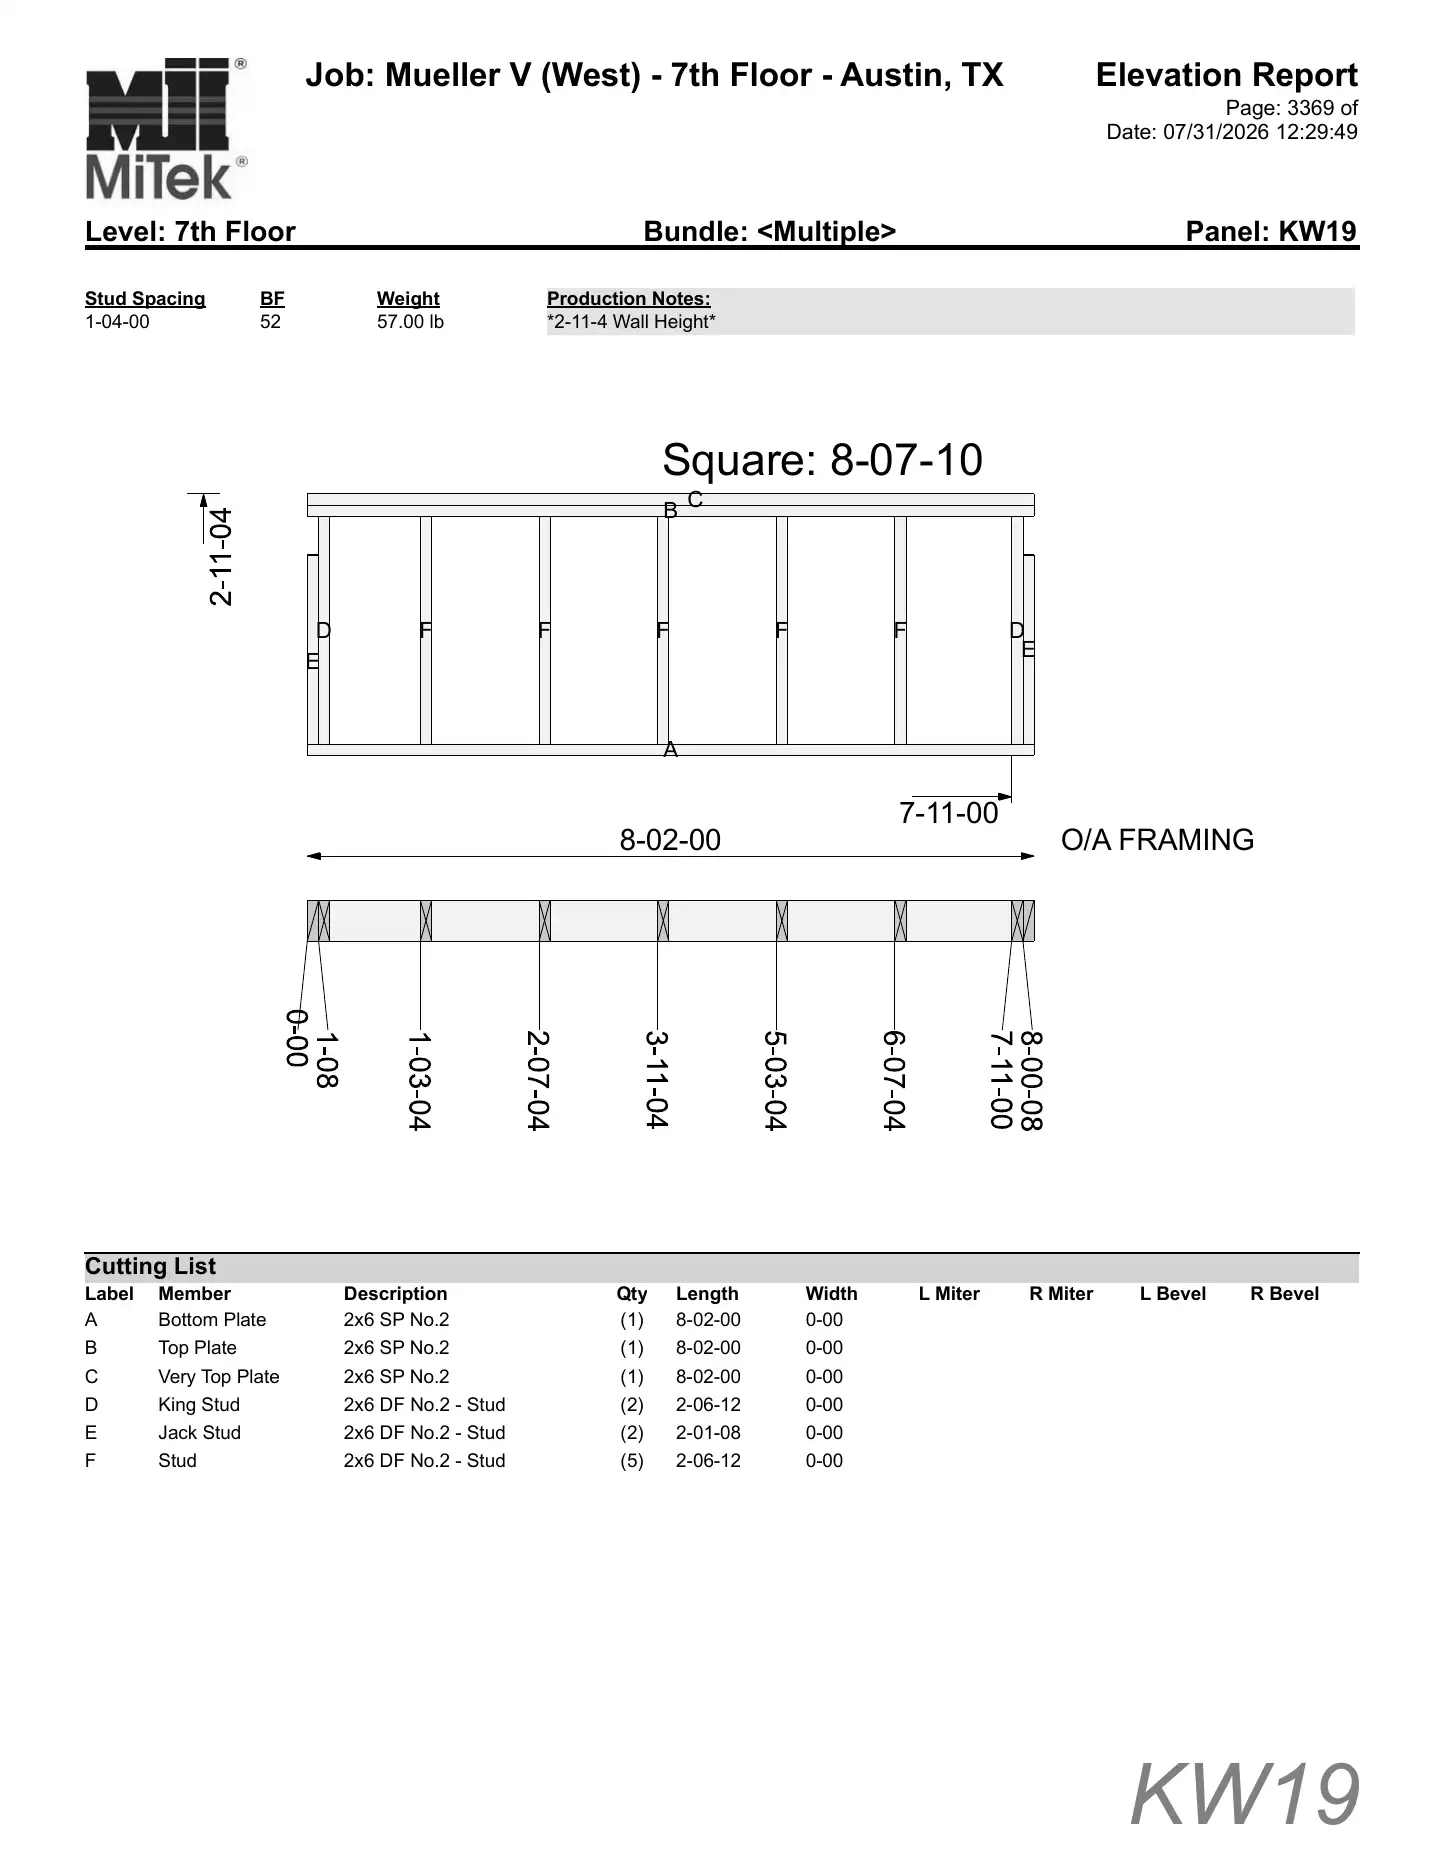 MiTek®
Job: Mueller V (West) - 7th Floor - Austin, TX
Elevation Report
Page: 3369 of
Date: 07/31/2026 12:29:49
Level: 7th Floor Bundle: <Multiple> Panel: KW19
Stud Spacing BF Weight Production Notes:
1-04-00 52 57.00 lb *2-11-4 Wall Height*
Square: 8-07-10
2-11-04
C
B
D F F F F F D
E E
A
7-11-00
8-02-00 O/A FRAMING
0-00 1-08 1-03-04 2-07-04 3-11-04 5-03-04 6-07-04 7-11-00 8-00-08
Cutting List
Label Member Description Qty Length Width L Miter R Miter L Bevel R Bevel
A Bottom Plate 2x6 SP No.2 (1) 8-02-00 0-00
B Top Plate 2x6 SP No.2 (1) 8-02-00 0-00
C Very Top Plate 2x6 SP No.2 (1) 8-02-00 0-00
D King Stud 2x6 DF No.2 - Stud (2) 2-06-12 0-00
E Jack Stud 2x6 DF No.2 - Stud (2) 2-01-08 0-00
F Stud 2x6 DF No.2 - Stud (5) 2-06-12 0-00
KW19